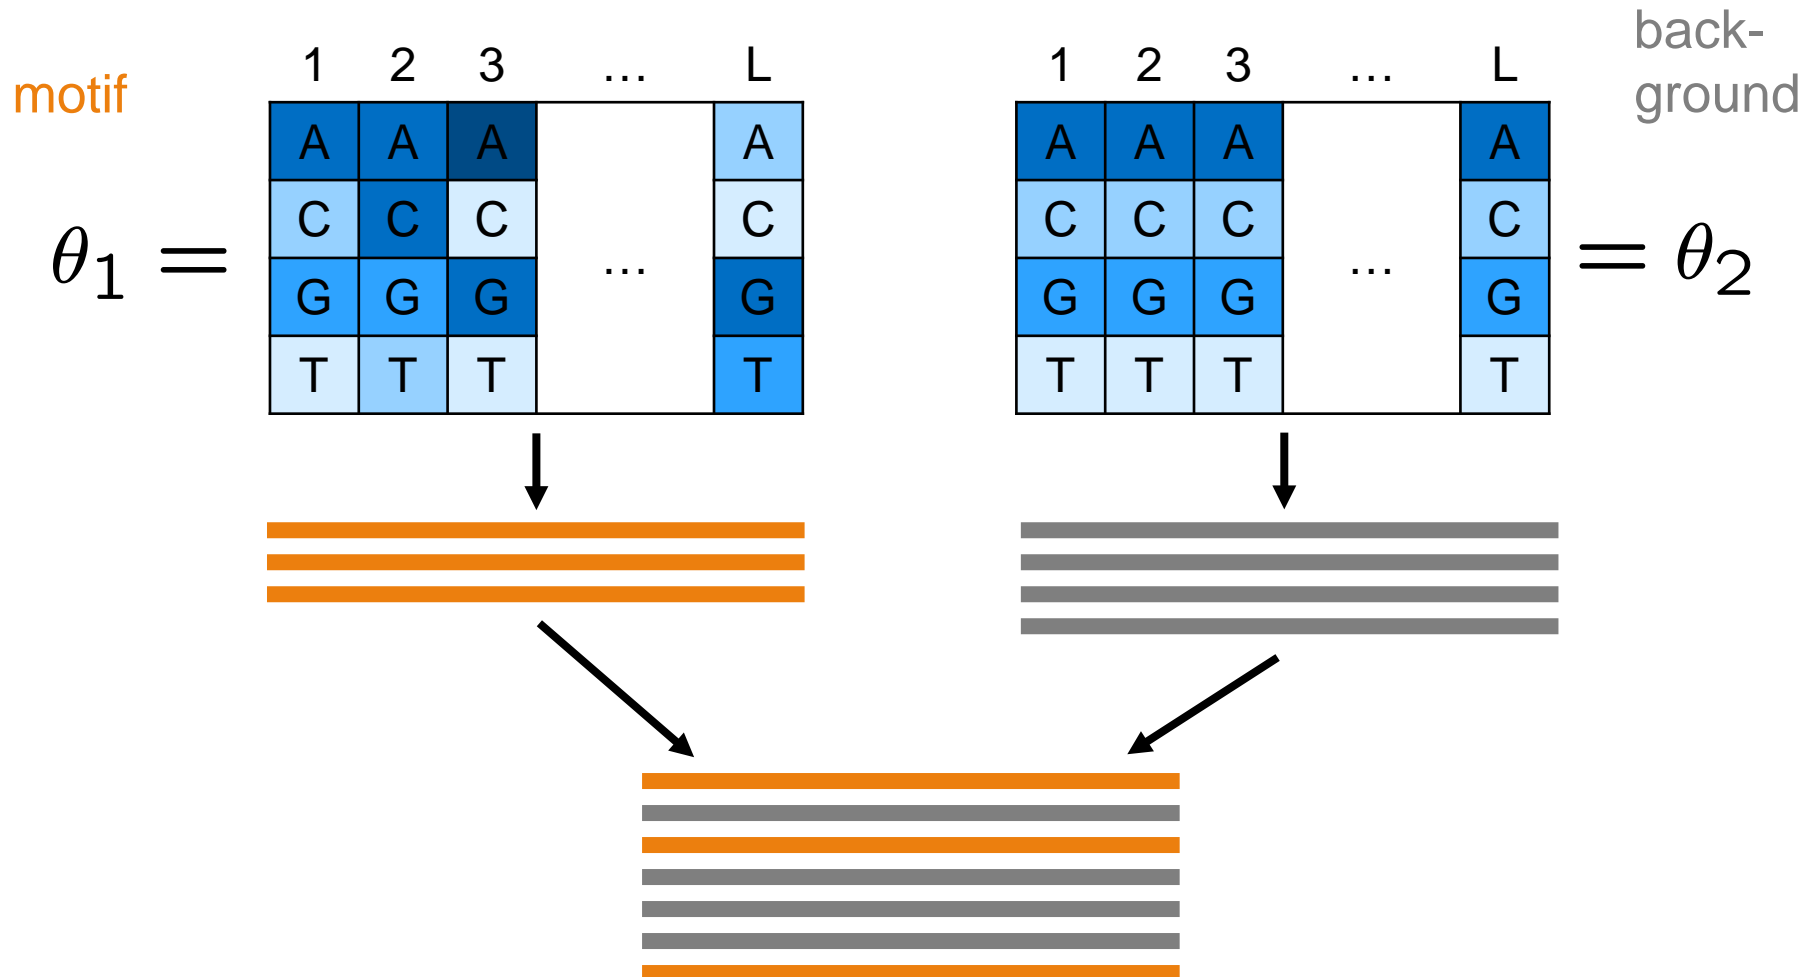 back-
motif
ground
1 2 3 ... L
1 2 3 ... L
A A A A
C C C C
G G G ... G
T T T T
A A A A
C C C C
G G G ... G
T T T T
θ1 =
= θ2